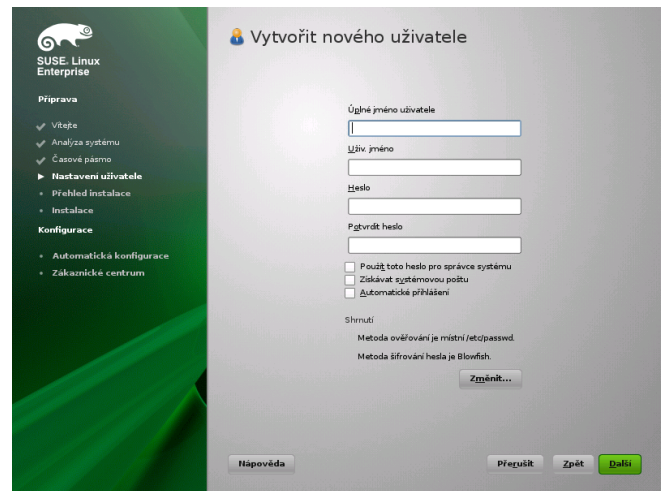 SUSE. Linux
Enterprise
Příprava
Vítejte
Analýza systému
Časové pásmo
Nastavení uživatele
Přehled instalace
Instalace
Konfigurace
Automatická konfigurace
Zákaznické centrum
Vytvořit nového uživatele
Úplné jméno uživatele
Uživ. jméno
Heslo
Potvrdit heslo
Použít toto heslo pro správce systému
Získávat systémovou poštu
Automatické přihlášení
Shrnutí
Metoda ověřování je místní /etc/passwd.
Metoda šifrování hesla je Blowfish.
Změnit...
Nápověda
Přerušit
Zpět
Další